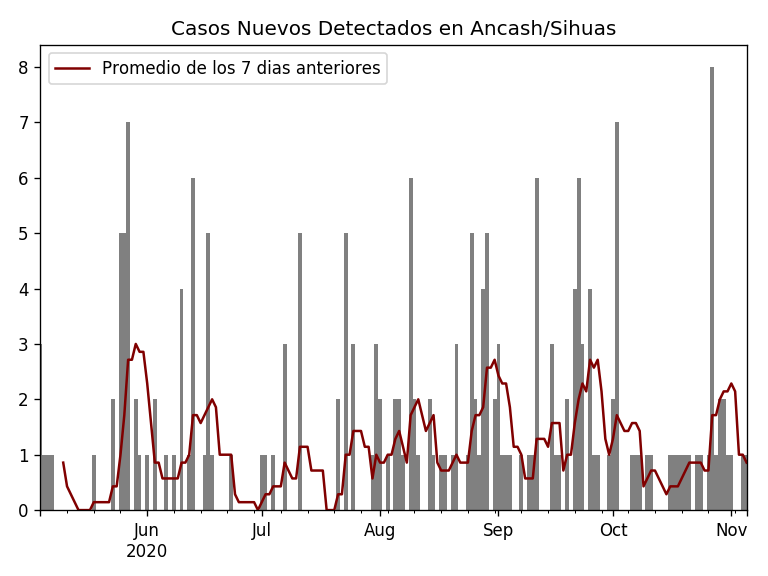 Casos Nuevos Detectados en Ancash/Sihuas
Promedio de los 7 dias anteriores
8
7
6
5
4
3
2
1
0
Jun
2020
Jul
Aug
Sep
Oct
Nov